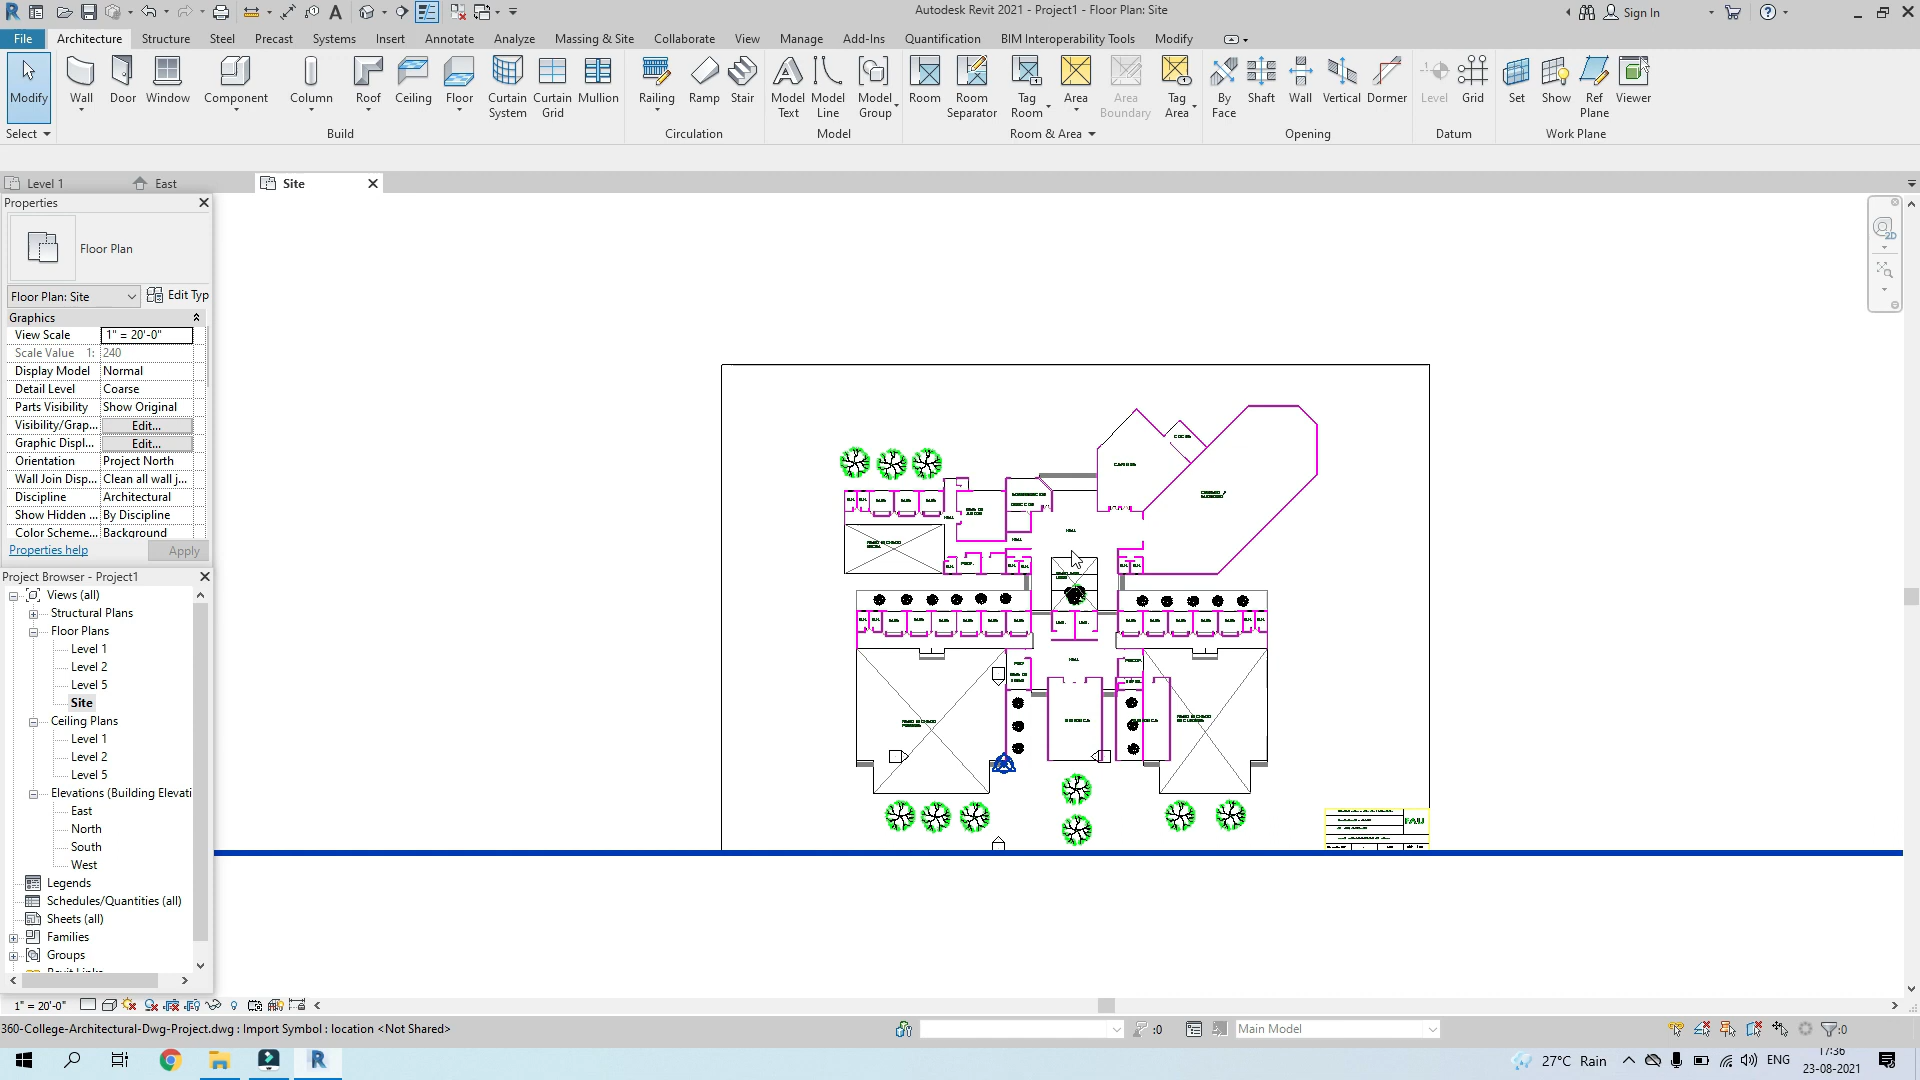 Autodesk Revit 2021 - Project1 - Floor Plan: Site
Sign In
File Architecture Structure Steel Precast Systems Insert Annotate Analyze Massing & Site Collaborate View Manage Add-Ins Quantification BIM Interoperability Tools Modify
Modify Wall Door Window Component Column Roof Ceiling Floor Curtain System Curtain Grid Mullion Railing Ramp Stair Model Text Model Line Model Group Room Room Separator Tag Room Area Area Boundary Tag Area By Face Shaft Wall Vertical Dormer Level Grid Set Show Ref Plane Viewer
Select Build Circulation Model Room & Area Opening Datum Work Plane
Level 1 East Site
Properties
Floor Plan
Floor Plan: Site Edit Typ
Graphics
View Scale 1" = 20'-0"
Scale Value 1: 240
Display Model Normal
Detail Level Coarse
Parts Visibility Show Original
Visibility/Grap... Edit...
Graphic Displ... Edit...
Orientation Project North
Wall Join Disp... Clean all wall j...
Discipline Architectural
Show Hidden ... By Discipline
Color Scheme... Background
Properties help Apply
Project Browser - Project1
Views (all)
Structural Plans
Floor Plans
Level 1
Level 2
Level 5
Site
Ceiling Plans
Level 1
Level 2
Level 5
Elevations (Building Elevati
East
North
South
West
Legends
Schedules/Quantities (all)
Sheets (all)
Families
Groups
2D
HALL
HALL
HALL
HALL
FAU
1" = 20'-0"
360-College-Architectural-Dwg-Project.dwg : Import Symbol : location <Not Shared>
:0
Main Model
:0
27°C Rain
ENG
17:36
23-08-2021